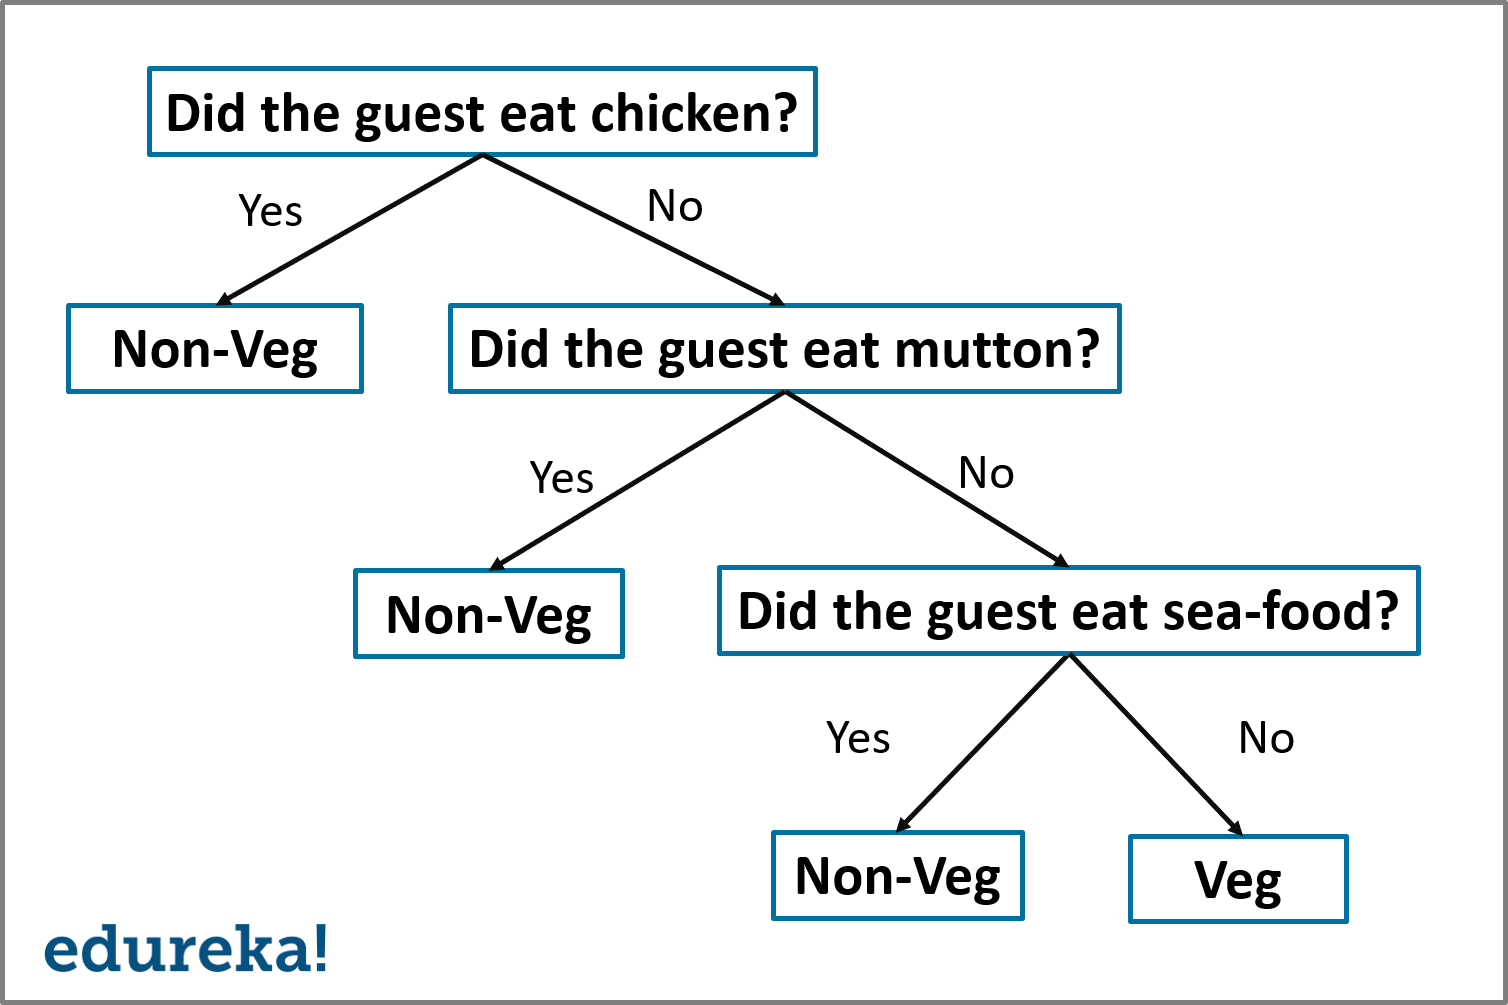 Did the guest eat chicken?
Yes
No
Non-Veg
Did the guest eat mutton?
Yes
No
Non-Veg
Did the guest eat sea-food?
Yes
No
Non-Veg
Veg
edureka!